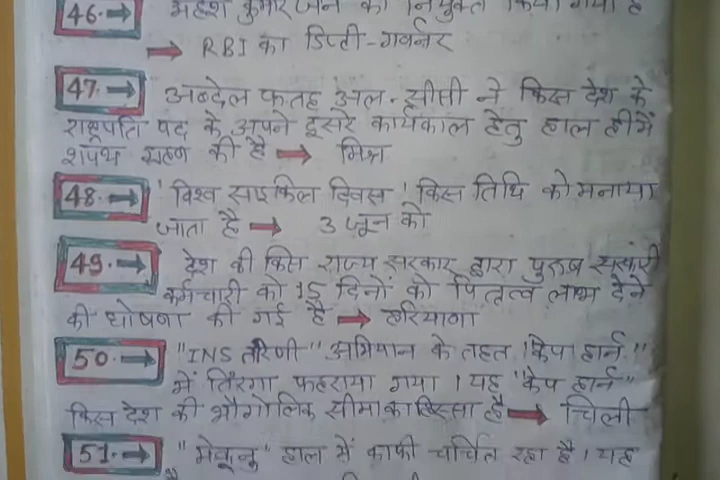 46.→ महेश कुमार जैन को नियुक्त किया गया है
→ RBI का डिप्टी-गवर्नर
47.→ अब्देल फतह अल-सीसी ने किस देश के
राष्ट्रपति पद के अपने दूसरे कार्यकाल हेतु हाल ही में
शपथ ग्रहण की है → मिस्र
48.→ 'विश्व साइकिल दिवस' किस तिथि को मनाया
जाता है → 3 जून को
49.→ देश की किस राज्य सरकार द्वारा पुरुष सरकारी
कर्मचारी को 15 दिनों को पितृत्व लाभ देने
की घोषणा की गई है → हरियाणा
50.→ "INS तारिणी" अभियान के तहत 'केप हार्न"
में तिरंगा फहराया गया। यह "केप हार्न"
किस देश की भौगोलिक सीमा का हिस्सा है → चिली
51.→ "मेकुनु" हाल में काफी चर्चित रहा है। यह